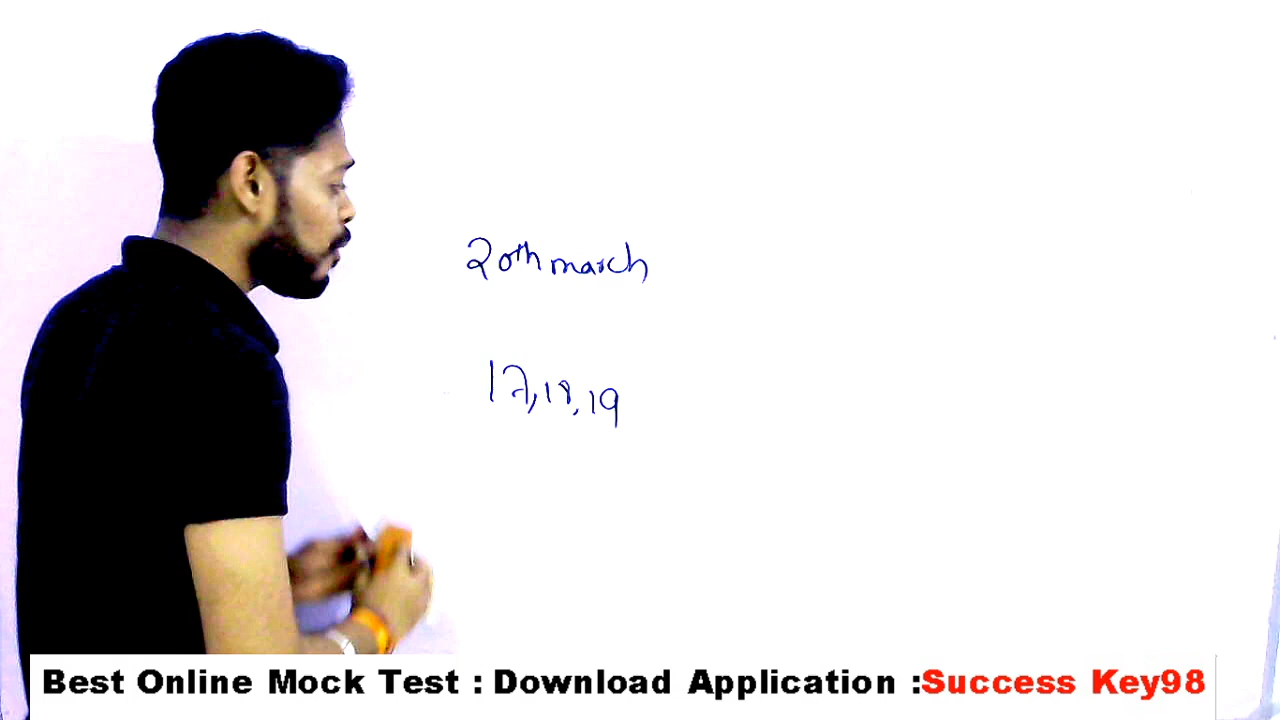 20th march
17, 18, 19
Best Online Mock Test : Download Application :Success Key98